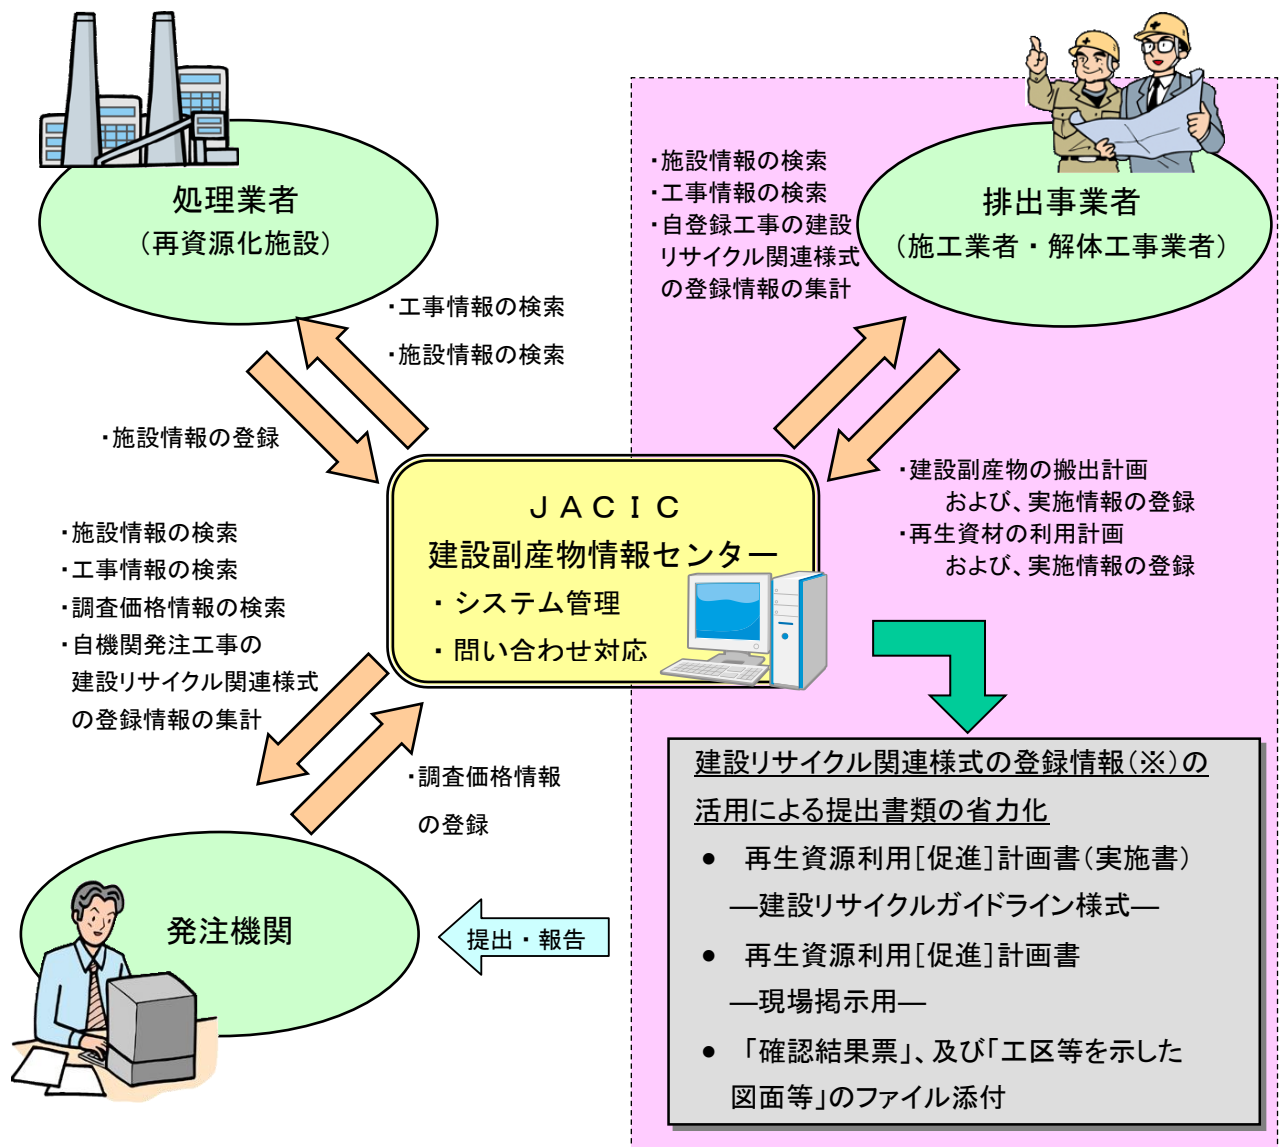 処理業者
(再資源化施設)
・工事情報の検索
・施設情報の検索
・施設情報の登録
・施設情報の検索
・工事情報の検索
・自登録工事の建設
リサイクル関連様式
の登録情報の集計
排出事業者
(施工業者・解体工事業者)
・建設副産物の搬出計画
および、実施情報の登録
・再生資材の利用計画
および、実施情報の登録
JACIC
建設副産物情報センター
・システム管理
・問い合わせ対応
・施設情報の検索
・工事情報の検索
・調査価格情報の検索
・自機関発注工事の
建設リサイクル関連様式
の登録情報の集計
・調査価格情報
の登録
発注機関
提出・報告
建設リサイクル関連様式の登録情報(※)の
活用による提出書類の省力化
● 再生資源利用[促進]計画書(実施書)
―建設リサイクルガイドライン様式―
● 再生資源利用[促進]計画書
―現場掲示用―
● 「確認結果票」、及び「工区等を示した
図面等」のファイル添付